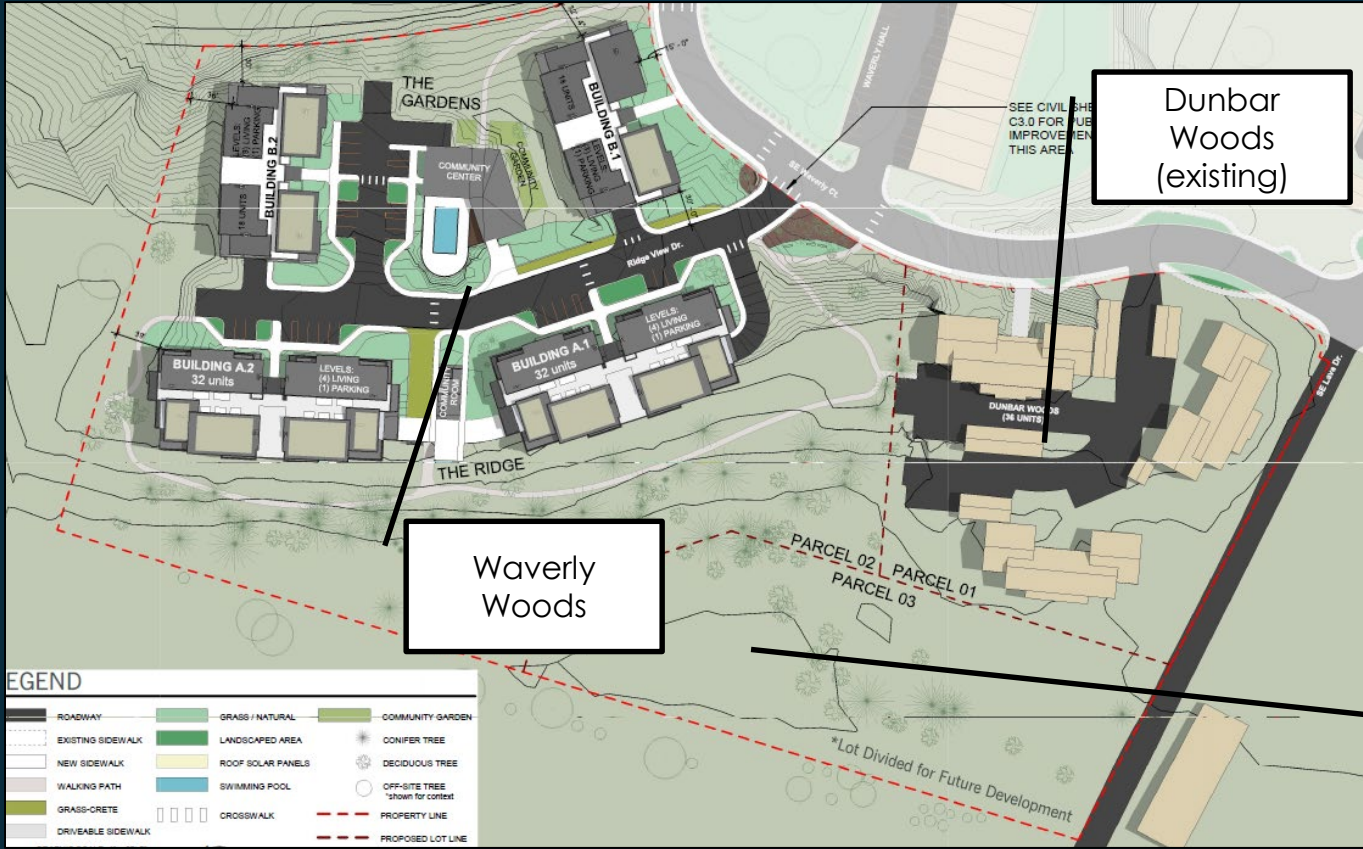 THE
GARDENS
BUILDING B.2
18 UNITS
18 UNITS
LEVELS:
(3) LIVING
(1) PARKING
BUILDING B.1
18 UNITS
LEVELS:
(3) LIVING
(1) PARKING
15' - 0"
30' - 0"
COMMUNITY
CENTER
COMMUNITY
GARDEN
WAVERLY HALL
SEE CIVIL SHE
C3.0 FOR PUB
IMPROVEMEN
THIS AREA
Dunbar
Woods
(existing)
SE Waverly Ct.
Ridge View Dr.
BUILDING A.2
32 units
LEVELS:
(4) LIVING
(1) PARKING
COMMUNITY
ROOM
BUILDING A.1
32 units
LEVELS:
(4) LIVING
(1) PARKING
DUNBAR WOODS
(36 UNITS)
SE Lava Dr.
THE RIDGE
Waverly
Woods
PARCEL 02
PARCEL 01
PARCEL 03
*Lot Divided for Future Development
EGEND
ROADWAY
EXISTING SIDEWALK
NEW SIDEWALK
WALKING PATH
GRASS-CRETE
DRIVEABLE SIDEWALK
GRASS / NATURAL
LANDSCAPED AREA
ROOF SOLAR PANELS
SWIMMING POOL
CROSSWALK
COMMUNITY GARDEN
CONIFER TREE
DECIDUOUS TREE
OFF-SITE TREE
*shown for context
PROPERTY LINE
PROPOSED LOT LINE